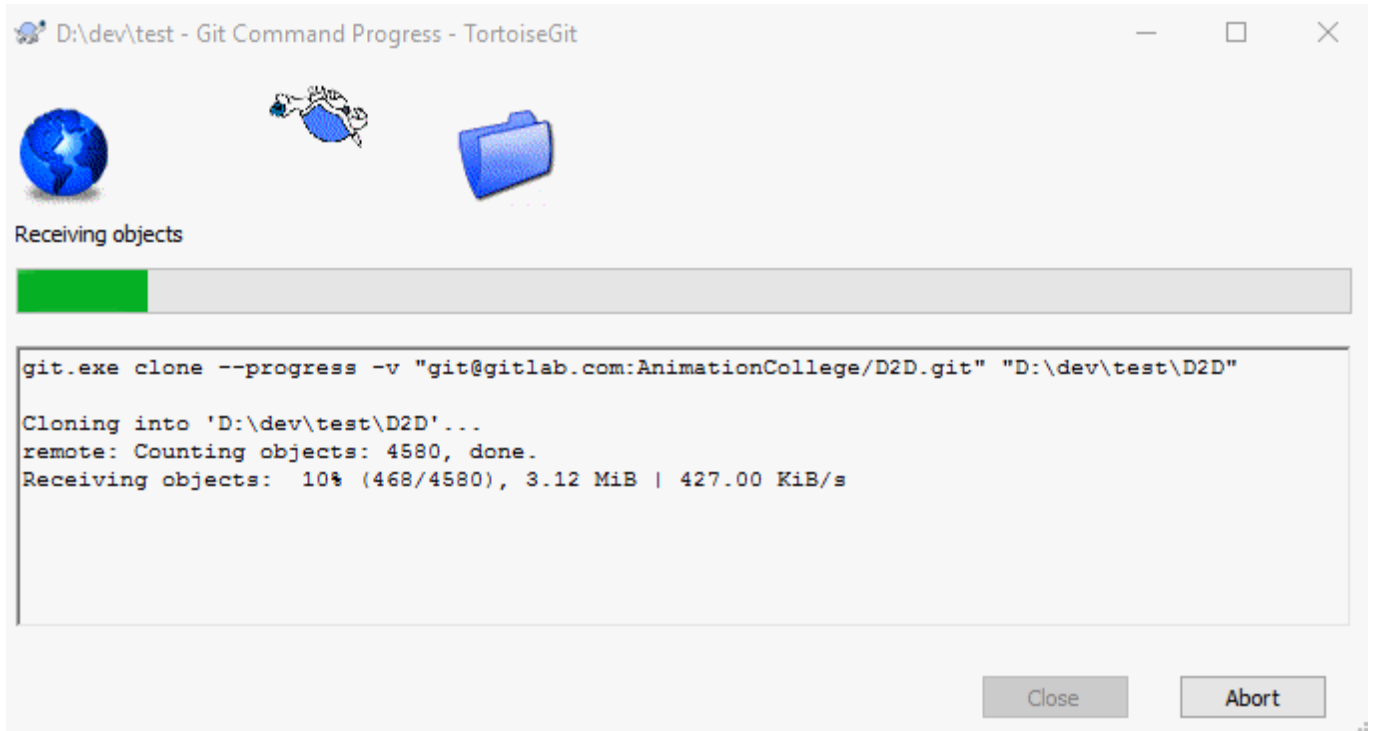 D:\dev\test - Git Command Progress - TortoiseGit
Receiving objects
git.exe clone --progress -v "git@gitlab.com:AnimationCollege/D2D.git" "D:\dev\test\D2D"
Cloning into 'D:\dev\test\D2D'...
remote: Counting objects: 4580, done.
Receiving objects:  10% (468/4580), 3.12 MiB | 427.00 KiB/s
Close
Abort